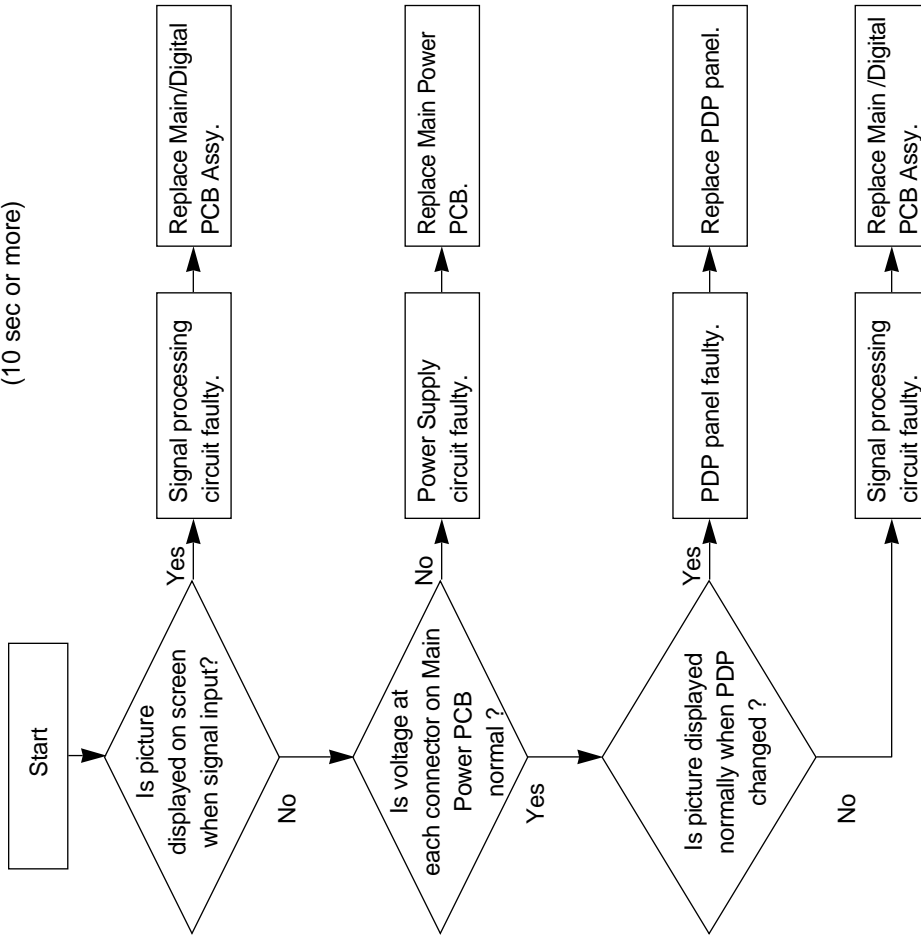 (10 sec or more)
Start
Is picture
displayed on screen
when signal input?
Yes
Signal processing
circuit faulty.
Replace Main/Digital
PCB Assy.
No
Is voltage at
each connector on Main
Power PCB
normal ?
No
Power Supply
circuit faulty.
Replace Main Power
PCB.
Yes
Is picture displayed
normally when PDP
changed ?
Yes
PDP panel faulty.
Replace PDP panel.
No
Signal processing
circuit faulty.
Replace Main /Digital
PCB Assy.